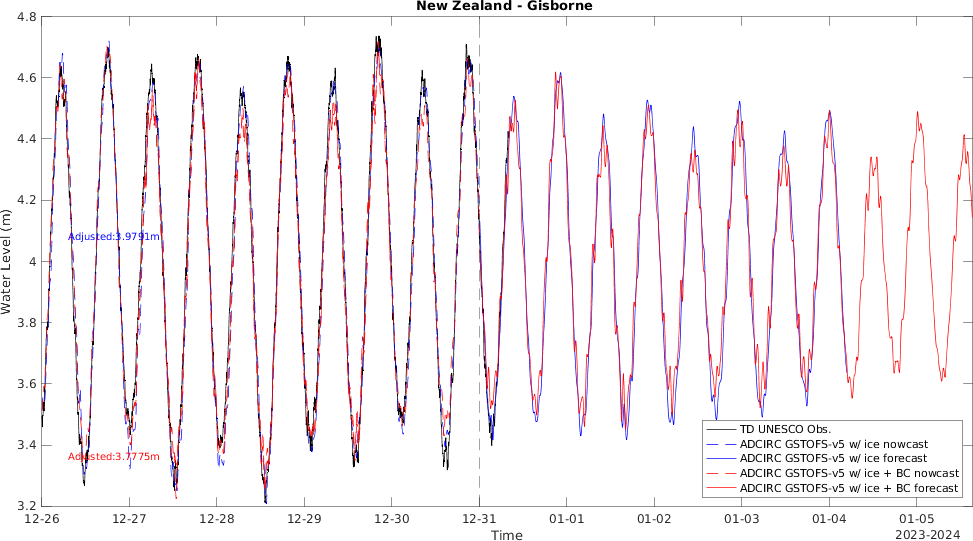 New Zealand - Gisborne
4.8
4.6
4.4
4.2
4
3.8
3.6
3.4
3.2
Water Level (m)
Adjusted:3.9791m
Adjusted:3.7775m
TD UNESCO Obs.
ADCIRC GSTOFS-v5 w/ ice nowcast
ADCIRC GSTOFS-v5 w/ ice forecast
ADCIRC GSTOFS-v5 w/ ice + BC nowcast
ADCIRC GSTOFS-v5 w/ ice + BC forecast
12-26 12-27 12-28 12-29 12-30 12-31 01-01 01-02 01-03 01-04 01-05
Time
2023-2024